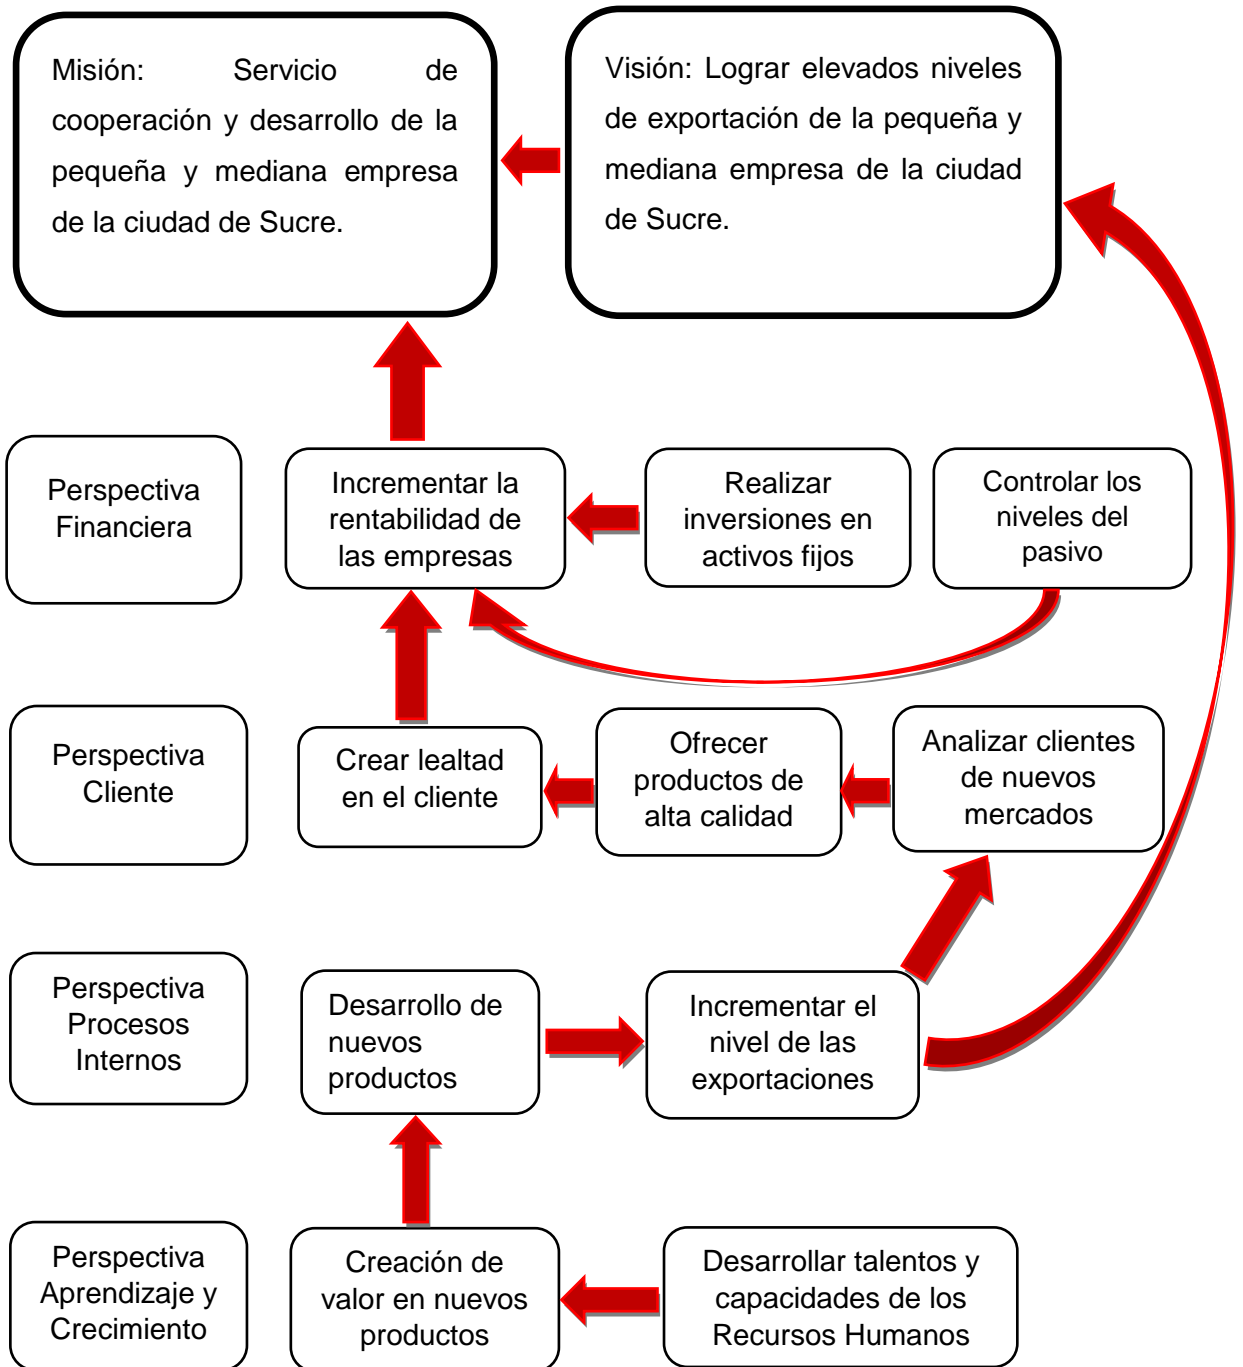 Misión: Servicio de
cooperación y desarrollo de la
pequeña y mediana empresa
de la ciudad de Sucre.
Visión: Lograr elevados niveles
de exportación de la pequeña y
mediana empresa de la ciudad
de Sucre.
Perspectiva
Financiera
Incrementar la
rentabilidad de
las empresas
Realizar
inversiones en
activos fijos
Controlar los
niveles del
pasivo
Perspectiva
Cliente
Crear lealtad
en el cliente
Ofrecer
productos de
alta calidad
Analizar clientes
de nuevos
mercados
Perspectiva
Procesos
Internos
Desarrollo de
nuevos
productos
Incrementar el
nivel de las
exportaciones
Perspectiva
Aprendizaje y
Crecimiento
Creación de
valor en nuevos
productos
Desarrollar talentos y
capacidades de los
Recursos Humanos